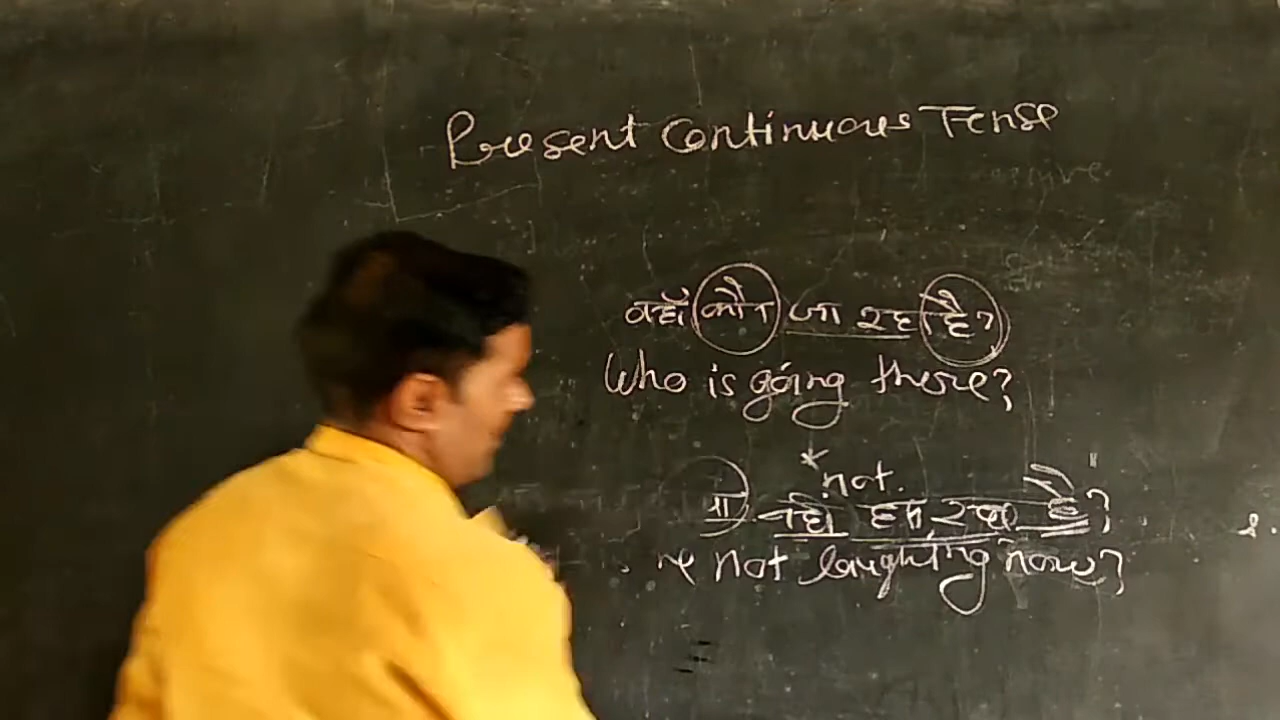 Present Continuous Tense
वहाँ कौन जा रहा है?
Who is going there?
not.
नहीं हँस रहा है?
not laughing now?